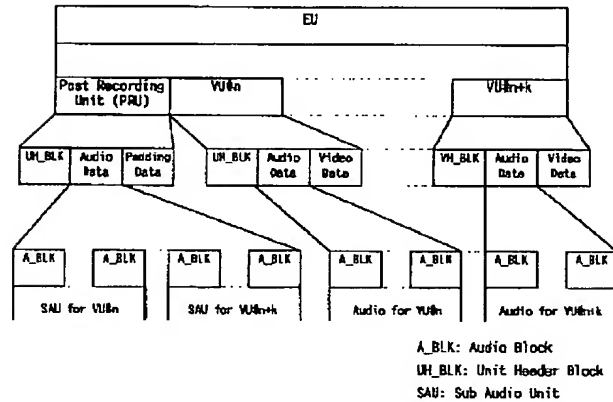 EU
Post Recording
Unit (PRU)
VU#n
VU#n+k
UH_BLK
Audio
Data
Padding
Data
UH_BLK
Audio
Data
Video
Data
VH_BLK
Audio
Data
Video
Data
A_BLK
A_BLK
A_BLK
A_BLK
A_BLK
A_BLK
A_BLK
A_BLK
SAU for VU#n
SAU for VU#n+k
Audio for VU#n
Audio for VU#n+k
A_BLK: Audio Block
UH_BLK: Unit Header Block
SAU: Sub Audio Unit